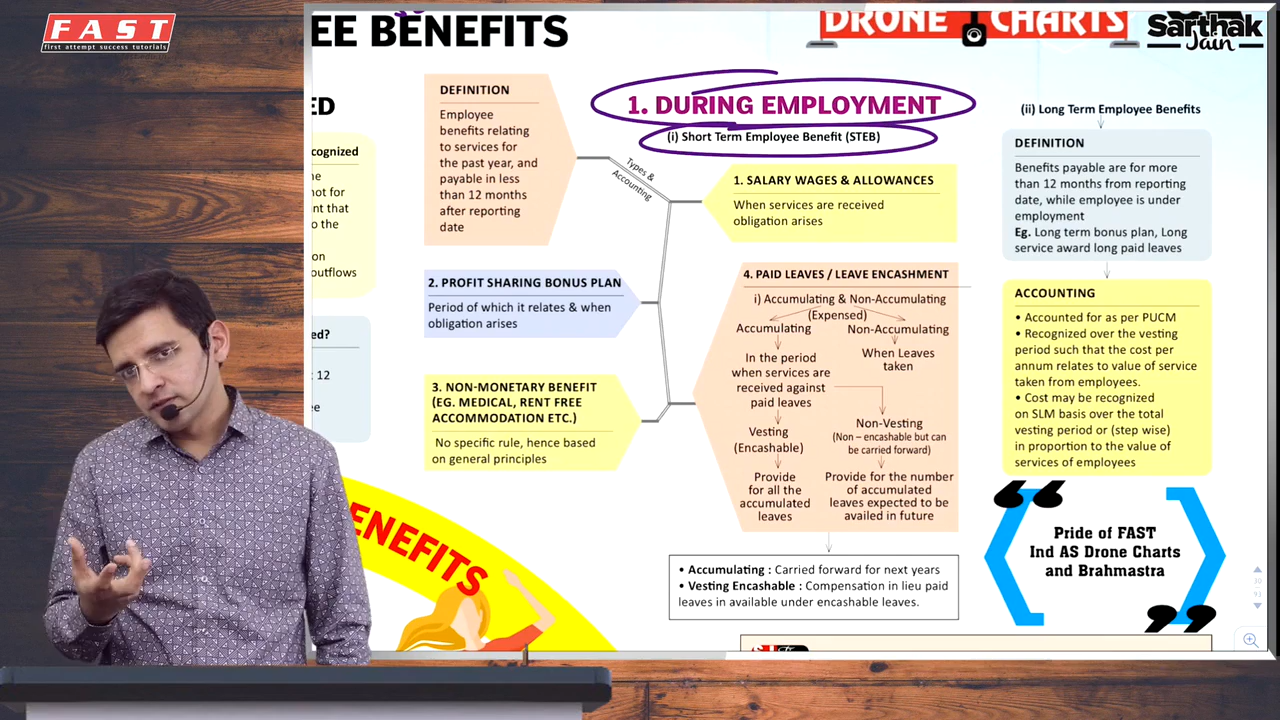 FAST
first attempt success tutorials
EE BENEFITS
DRONE CHARTS
Sarthak
Jain
ED
cognized
ne
not for
nt that
o the
on
outflows
ed?
12
ee
DEFINITION
Employee
benefits relating
to services for
the past year, and
payable in less
than 12 months
after reporting
date
1. DURING EMPLOYMENT
(i) Short Term Employee Benefit (STEB)
Types &
Accounting
1. SALARY WAGES & ALLOWANCES
When services are received
obligation arises
2. PROFIT SHARING BONUS PLAN
Period of which it relates & when
obligation arises
3. NON-MONETARY BENEFIT
(EG. MEDICAL, RENT FREE
ACCOMMODATION ETC.)
No specific rule, hence based
on general principles
4. PAID LEAVES / LEAVE ENCASHMENT
i) Accumulating & Non-Accumulating
(Expensed)
Accumulating
Non-Accumulating
In the period
when services are
received against
paid leaves
When Leaves
taken
Vesting
(Encashable)
Non-Vesting
(Non – encashable but can
be carried forward)
Provide
for all the
accumulated
leaves
Provide for the number
of accumulated
leaves expected to be
availed in future
• Accumulating : Carried forward for next years
• Vesting Encashable : Compensation in lieu paid
leaves in available under encashable leaves.
(ii) Long Term Employee Benefits
DEFINITION
Benefits payable are for more
than 12 months from reporting
date, while employee is under
employment
Eg. Long term bonus plan, Long
service award long paid leaves
ACCOUNTING
• Accounted for as per PUCM
• Recognized over the vesting
period such that the cost per
annum relates to value of service
taken from employees.
• Cost may be recognized
on SLM basis over the total
vesting period or (step wise)
in proportion to the value of
services of employees
Pride of FAST
Ind AS Drone Charts
and Brahmastra
ENEFITS